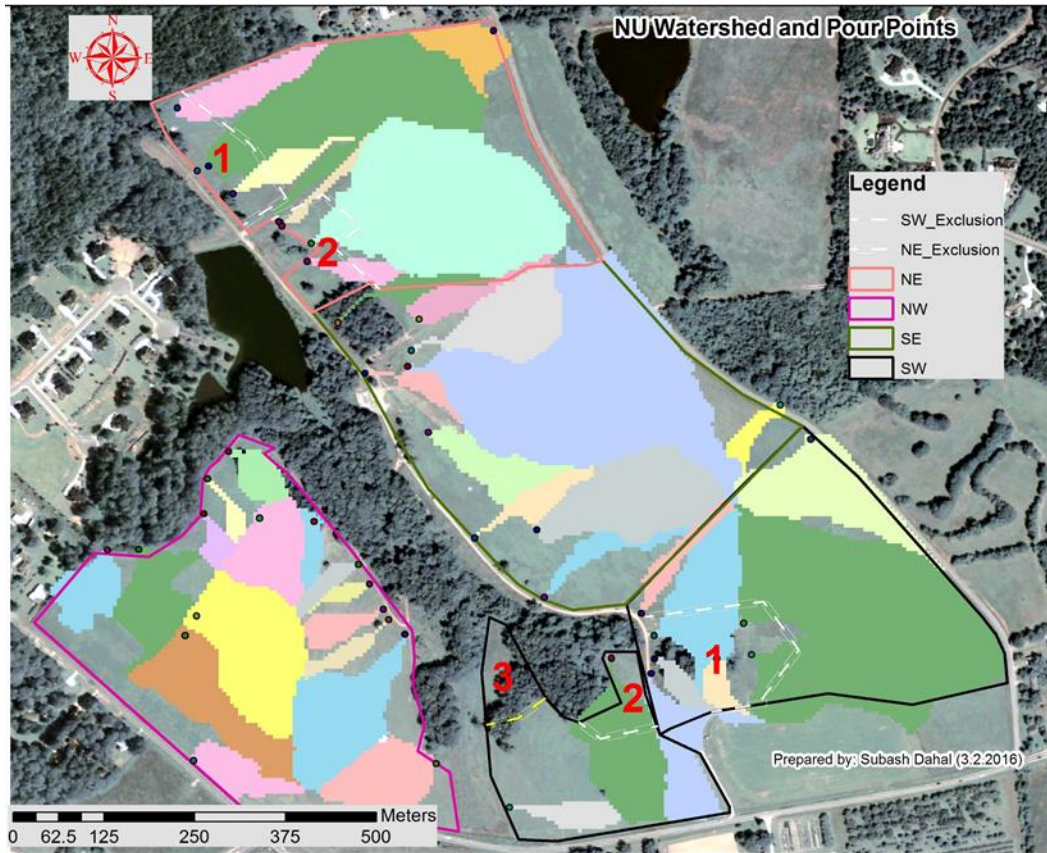 NU Watershed and Pour Points
N
W E
S
1
2
Legend
SW_Exclusion
NE_Exclusion
NE
NW
SE
SW
3
2
1
Prepared by: Subash Dahal (3.2.2016)
Meters
0 62.5 125 250 375 500